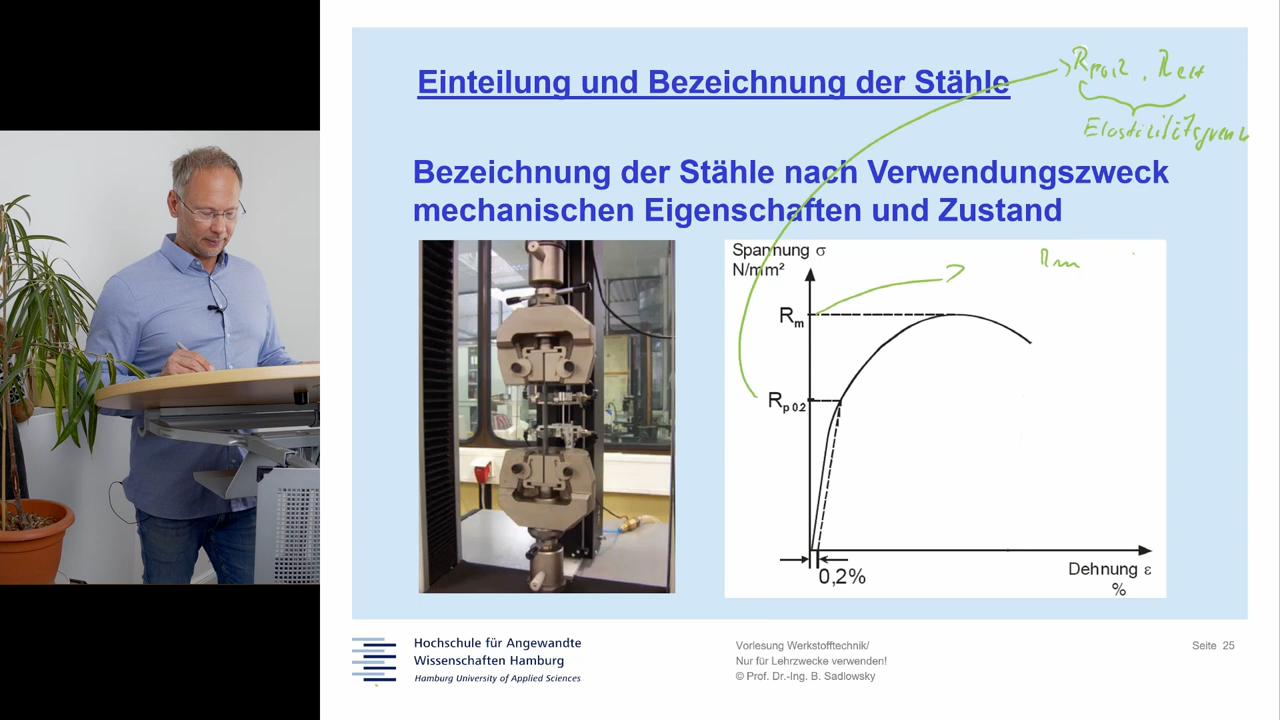 Einteilung und Bezeichnung der Stähle
Rp0,2 , ReH
Elastizitätsgrenze
Bezeichnung der Stähle nach Verwendungszweck
mechanischen Eigenschaften und Zustand
Spannung σ
N/mm²
Rm
Rm
Rp 0.2
0,2%
Dehnung ε
%
Hochschule für Angewandte
Wissenschaften Hamburg
Hamburg University of Applied Sciences
Vorlesung Werkstofftechnik/
Nur für Lehrzwecke verwenden!
© Prof. Dr.-Ing. B. Sadlowsky
Seite 25